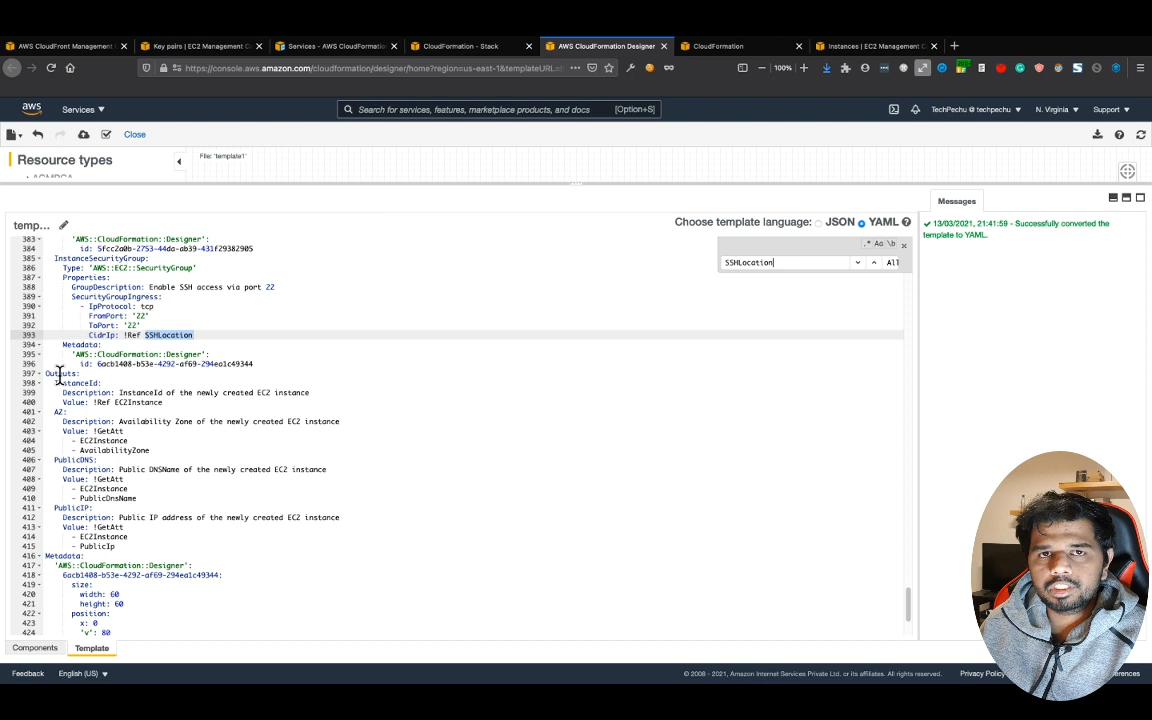 AWS CloudFront Management
Key pairs | EC2 Management C
Services - AWS CloudFormation
CloudFormation - Stack
AWS CloudFormation Designer
CloudFormation
Instances | EC2 Management C
https://console.aws.amazon.com/cloudformation/designer/home?region=us-east-1&templateURL=
100%
aws
Services
Search for services, features, marketplace products, and docs
[Option+S]
TechPechu @ techpechu
N. Virginia
Support
Close
Resource types
ACMPCA
File: 'template1'
temp...
Choose template language: JSON YAML
Messages
13/03/2021, 21:41:59 - Successfully converted the
template to YAML.
.* Aa \b
SSHLocation
All
383 'AWS::CloudFormation::Designer':
384 id: 5fcc2a0b-2753-44da-ab39-431f29382905
385 InstanceSecurityGroup:
386 Type: 'AWS::EC2::SecurityGroup'
387 Properties:
388 GroupDescription: Enable SSH access via port 22
389 SecurityGroupIngress:
390 - IpProtocol: tcp
391 FromPort: '22'
392 ToPort: '22'
393 CidrIp: !Ref SSHLocation
394 Metadata:
395 'AWS::CloudFormation::Designer':
396 id: 6acb1408-b53e-4292-af69-294ea1c49344
397 Outputs:
398 InstanceId:
399 Description: InstanceId of the newly created EC2 instance
400 Value: !Ref EC2Instance
401 AZ:
402 Description: Availability Zone of the newly created EC2 instance
403 Value: !GetAtt
404 - EC2Instance
405 - AvailabilityZone
406 PublicDNS:
407 Description: Public DNSName of the newly created EC2 instance
408 Value: !GetAtt
409 - EC2Instance
410 - PublicDnsName
411 PublicIP:
412 Description: Public IP address of the newly created EC2 instance
413 Value: !GetAtt
414 - EC2Instance
415 - PublicIp
416 Metadata:
417 'AWS::CloudFormation::Designer':
418 6acb1408-b53e-4292-af69-294ea1c49344:
419 size:
420 width: 60
421 height: 60
422 position:
423 x: 0
424 'y': 80
Components
Template
Feedback
English (US)
© 2008 - 2021, Amazon Internet Services Private Ltd. or its affiliates. All rights reserved.
Privacy Policy